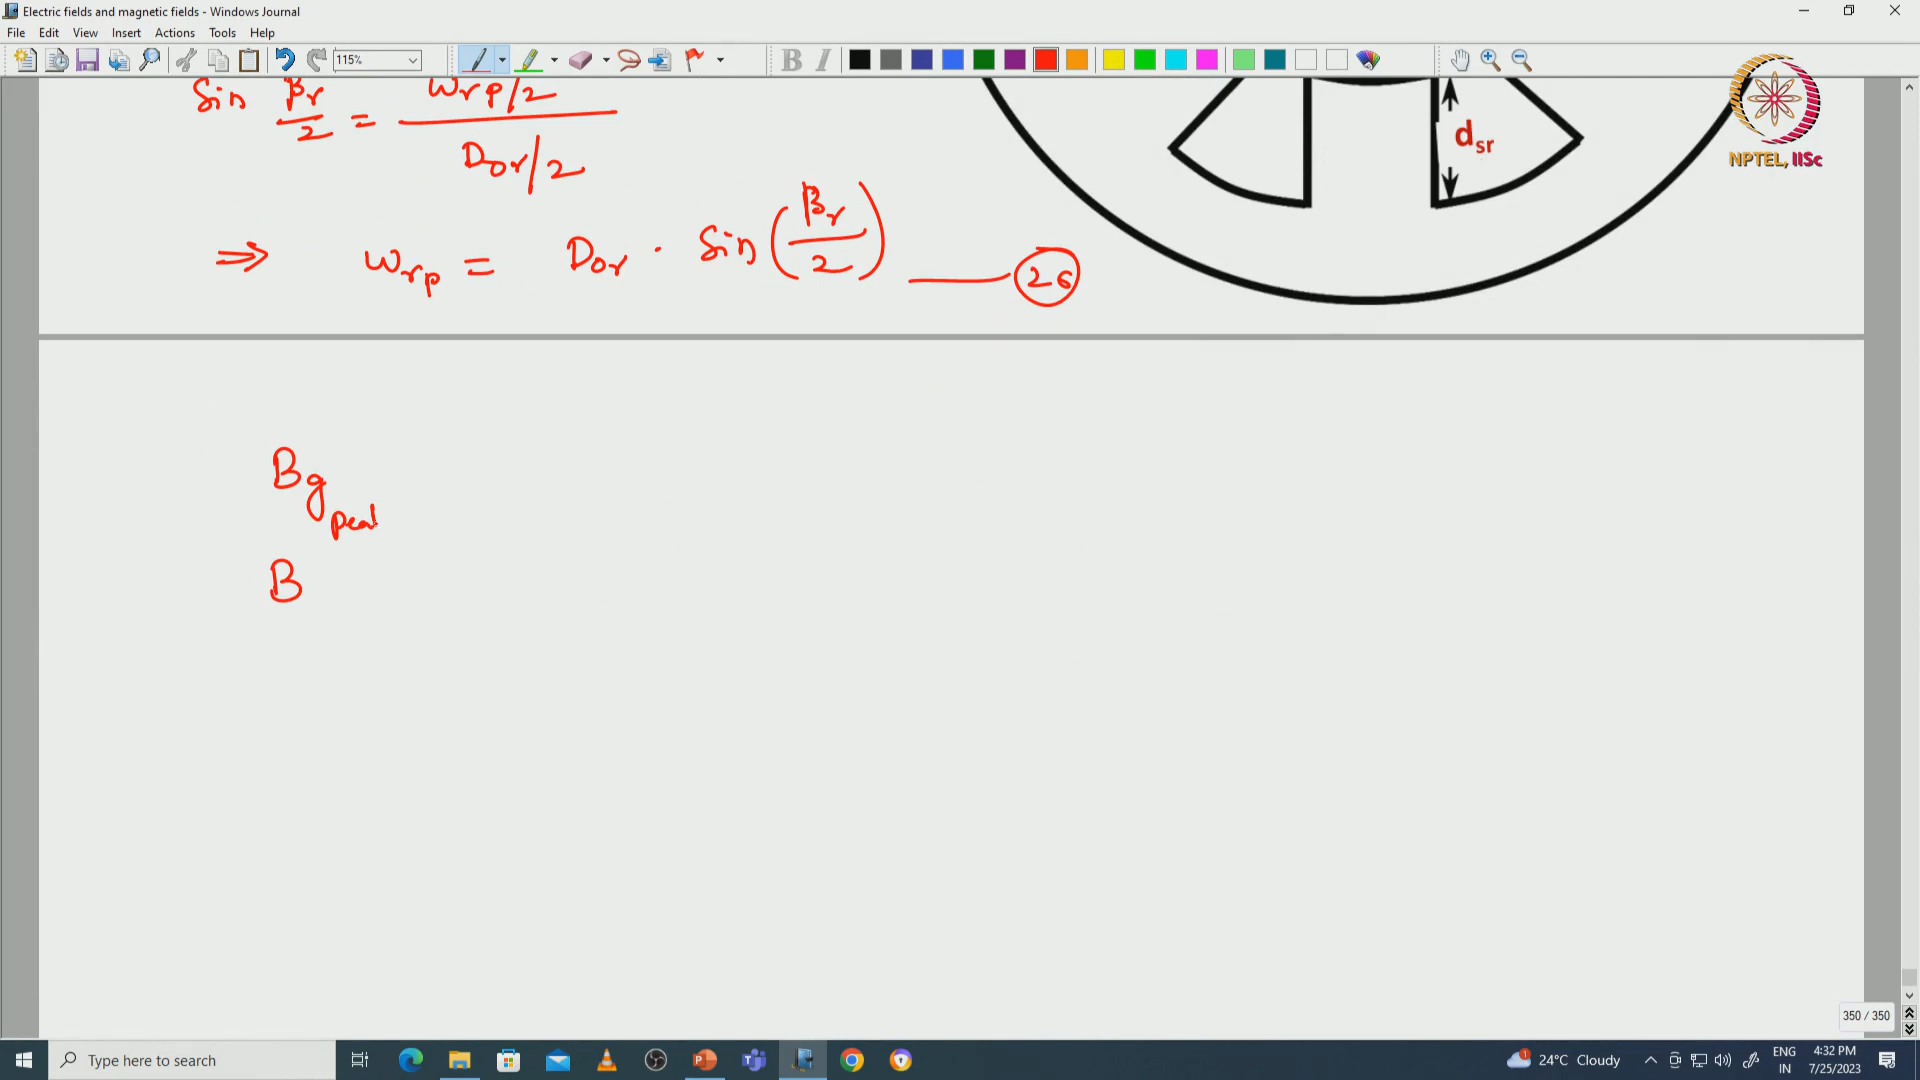 Electric fields and magnetic fields - Windows Journal
File Edit View Insert Actions Tools Help
115%
Sin βr/2 = wrp/2 / Dor/2
⇒ wrp = Dor · Sin (βr/2) —— 26
dsr
NPTEL, IISc
Bg peak
B
350 / 350
Type here to search
24°C Cloudy
ENG
IN
4:32 PM
7/25/2023